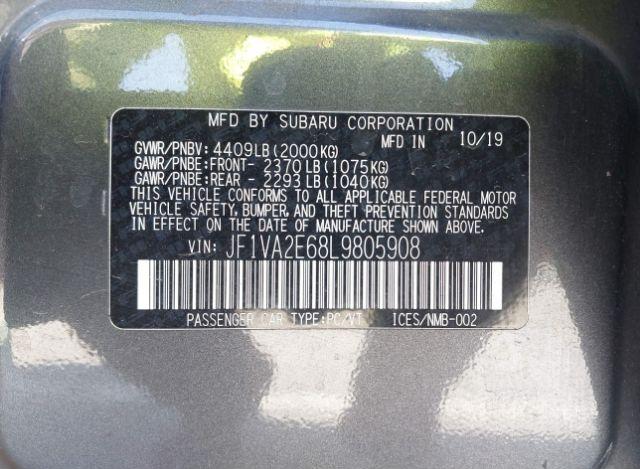 MFD BY SUBARU CORPORATION
MFD IN 10/19
GVWR/PNBV: 4409LB(2000KG)
GAWR/PNBE:FRONT- 2370 LB(1075KG)
GAWR/PNBE:REAR - 2293 LB(1040KG)
THIS VEHICLE CONFORMS TO ALL APPLICABLE FEDERAL MOTOR
VEHICLE SAFETY, BUMPER, AND THEFT PREVENTION STANDARDS
IN EFFECT ON THE DATE OF MANUFACTURE SHOWN ABOVE.
VIN: JF1VA2E68L9805908
PASSENGER CAR TYPE:PC/VT ICES/NMB-002